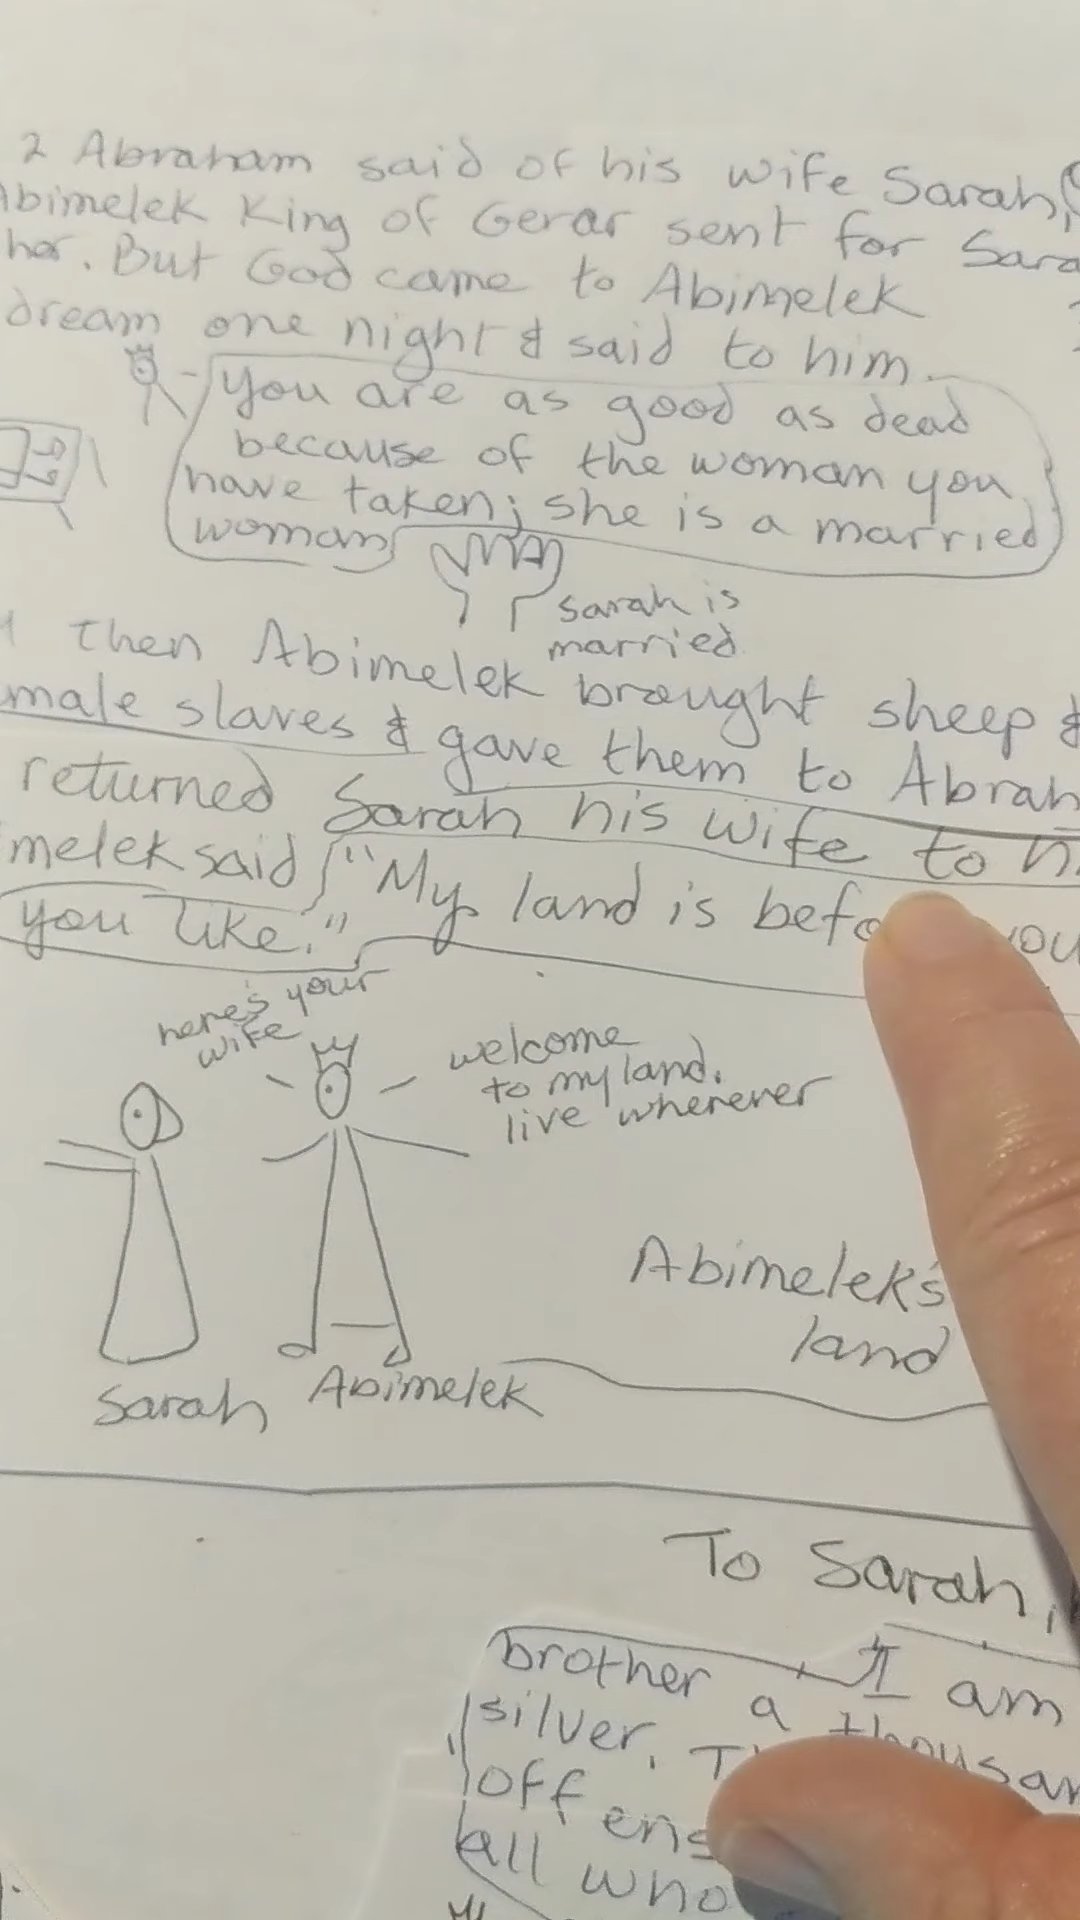 2 Abraham said of his wife Sarah,
Abimelek King of Gerar sent for Sara
her. But God came to Abimelek
dream one night & said to him.
you are as good as dead
because of the woman you
have taken; she is a married
woman
Sarah is
married
then Abimelek brought sheep &
male slaves & gave them to Abrah
returned Sarah his wife to h
melek said "My land is before you
you like."
here's your
wife
welcome
to my land.
live wherever
Abimelek's
land
Sarah Abimelek
To Sarah,
brother I am
a thousan
silver. T
offens
all who